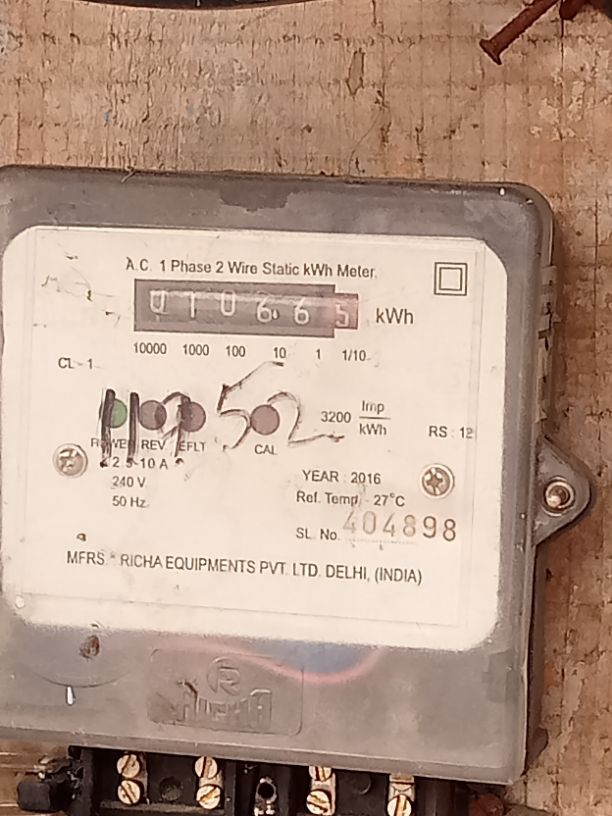 A.C. 1 Phase 2 Wire Static kWh Meter.
010665 kWh
10000 1000 100 10 1 1/10
CL - 1
3200 Imp/kWh
POWER REV EFLT CAL
RS : 12
2.5-10 A
240 V
50 Hz.
YEAR : 2016
Ref. Temp. 27°C
SL. No. 404898
MFRS. RICHA EQUIPMENTS PVT. LTD. DELHI, (INDIA)
R
RICHA